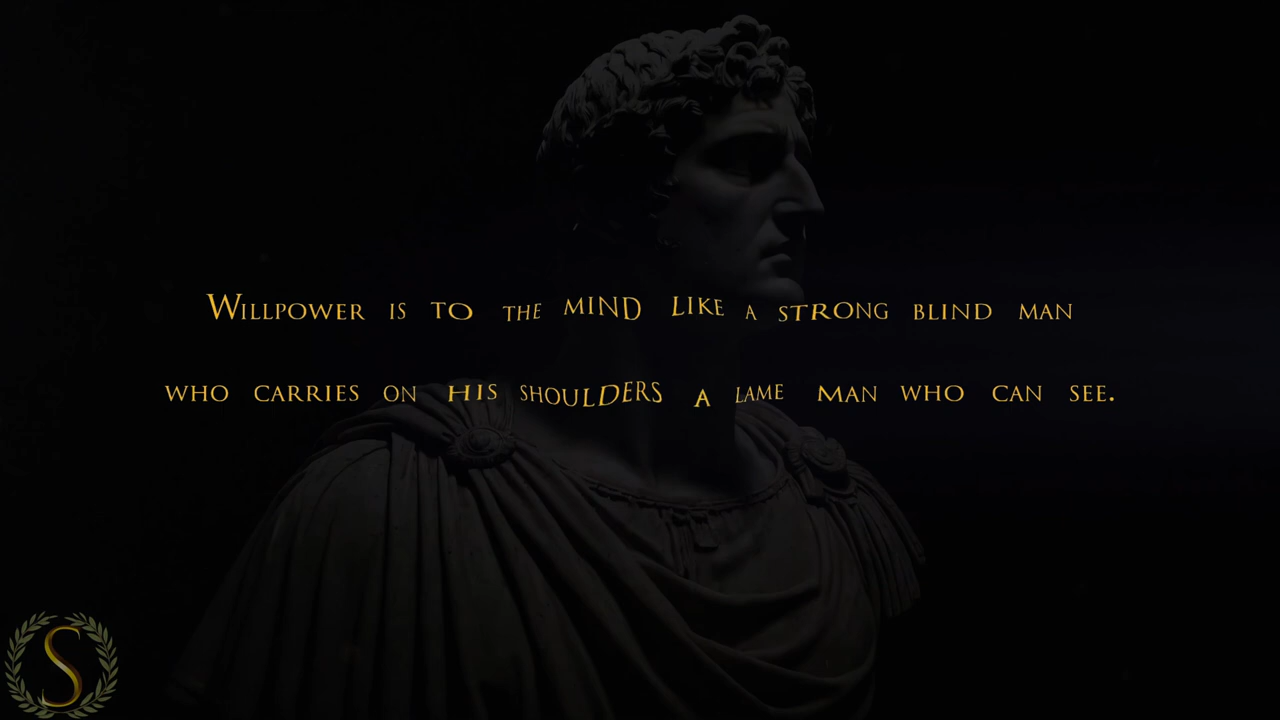 Willpower is to the mind like a strong blind man
who carries on his shoulders a lame man who can see.
S